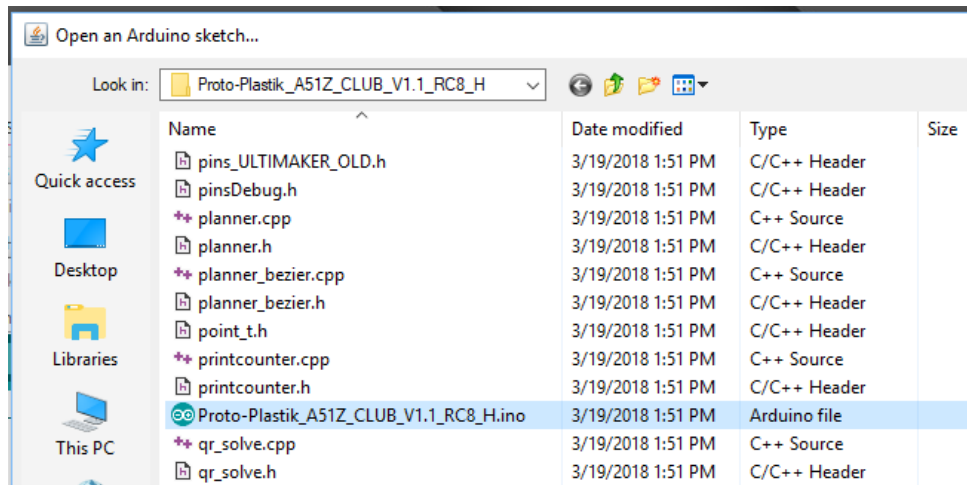 Open an Arduino sketch...
Look in: Proto-Plastik_A51Z_CLUB_V1.1_RC8_H
Name Date modified Type Size
Quick access
Desktop
Libraries
This PC
pins_ULTIMAKER_OLD.h 3/19/2018 1:51 PM C/C++ Header
pinsDebug.h 3/19/2018 1:51 PM C/C++ Header
planner.cpp 3/19/2018 1:51 PM C++ Source
planner.h 3/19/2018 1:51 PM C/C++ Header
planner_bezier.cpp 3/19/2018 1:51 PM C++ Source
planner_bezier.h 3/19/2018 1:51 PM C/C++ Header
point_t.h 3/19/2018 1:51 PM C/C++ Header
printcounter.cpp 3/19/2018 1:51 PM C++ Source
printcounter.h 3/19/2018 1:51 PM C/C++ Header
Proto-Plastik_A51Z_CLUB_V1.1_RC8_H.ino 3/19/2018 1:51 PM Arduino file
qr_solve.cpp 3/19/2018 1:51 PM C++ Source
qr_solve.h 3/19/2018 1:51 PM C/C++ Header